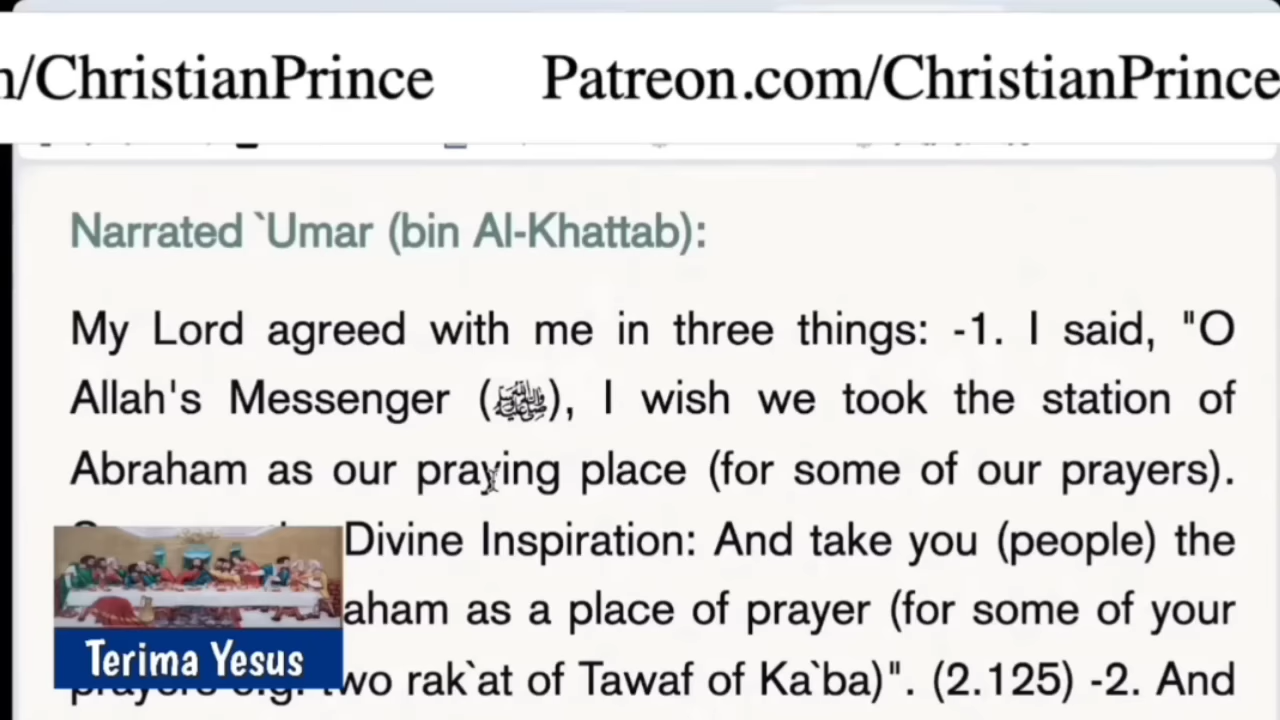 n/ChristianPrince Patreon.com/ChristianPrince
Narrated `Umar (bin Al-Khattab):
My Lord agreed with me in three things: -1. I said, "O
Allah's Messenger (ﷺ), I wish we took the station of
Abraham as our praying place (for some of our prayers).
Divine Inspiration: And take you (people) the
aham as a place of prayer (for some of your
prayers e.g. two rak`at of Tawaf of Ka`ba)". (2.125) -2. And
Terima Yesus